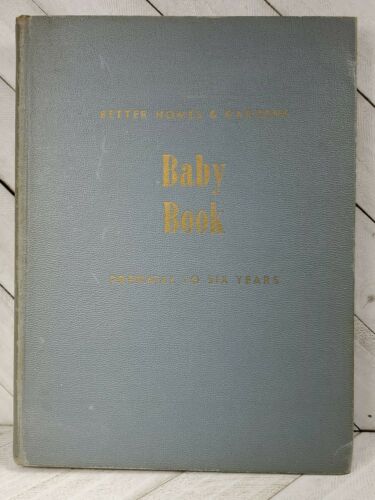 BETTER HOMES & GARDENS
Baby
Book
PRENATAL TO SIX YEARS